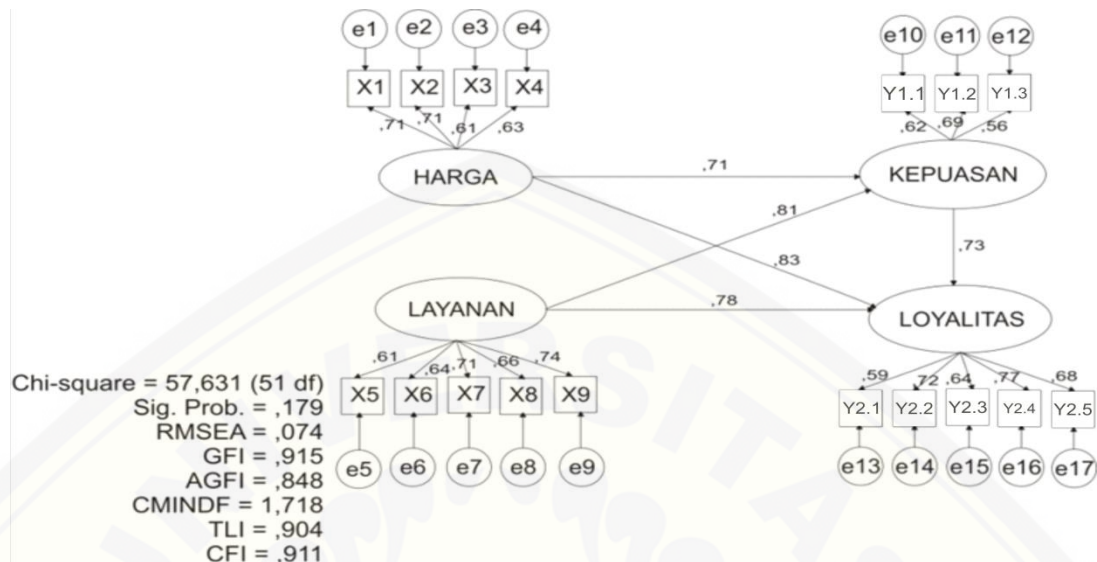 e1 e2 e3 e4
X1 X2 X3 X4
,71 ,71 ,61 ,63
HARGA
e10 e11 e12
Y1.1 Y1.2 Y1.3
,62 ,69 ,56
KEPUASAN
,71
,81
,83
,78
,73
LAYANAN
,61 ,64 ,71 ,66 ,74
X5 X6 X7 X8 X9
e5 e6 e7 e8 e9
LOYALITAS
,59 ,72 ,64 ,77 ,68
Y2.1 Y2.2 Y2.3 Y2.4 Y2.5
e13 e14 e15 e16 e17
Chi-square = 57,631 (51 df)
Sig. Prob. = ,179
RMSEA = ,074
GFI = ,915
AGFI = ,848
CMINDF = 1,718
TLI = ,904
CFI = ,911